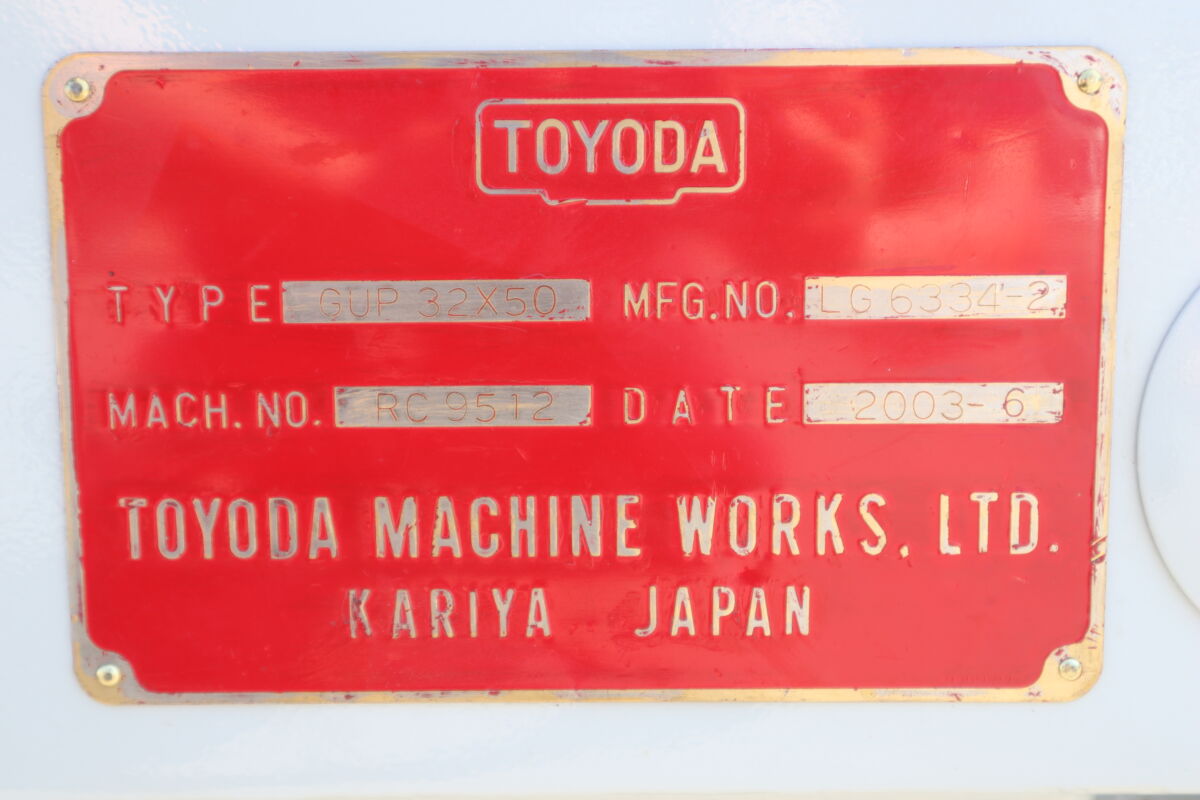 TOYODA
TYPE GUP 32X50 MFG.NO. LG 6334-2
MACH.NO. RC 9512 DATE 2003-6
TOYODA MACHINE WORKS, LTD.
KARIYA JAPAN